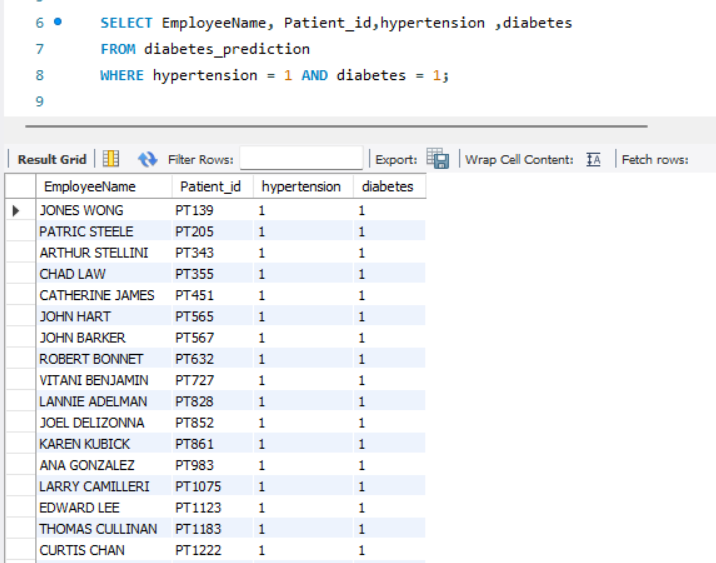 6 SELECT EmployeeName, Patient_id,hypertension ,diabetes
7 FROM diabetes_prediction
8 WHERE hypertension = 1 AND diabetes = 1;
9
Result Grid Filter Rows: Export: Wrap Cell Content: IA Fetch rows:
EmployeeName Patient_id hypertension diabetes
JONES WONG PT139 1 1
PATRIC STEELE PT205 1 1
ARTHUR STELLINI PT343 1 1
CHAD LAW PT355 1 1
CATHERINE JAMES PT451 1 1
JOHN HART PT565 1 1
JOHN BARKER PT567 1 1
ROBERT BONNET PT632 1 1
VITANI BENJAMIN PT727 1 1
LANNIE ADELMAN PT828 1 1
JOEL DELIZONNA PT852 1 1
KAREN KUBICK PT861 1 1
ANA GONZALEZ PT983 1 1
LARRY CAMILLERI PT1075 1 1
EDWARD LEE PT1123 1 1
THOMAS CULLINAN PT1183 1 1
CURTIS CHAN PT1222 1 1